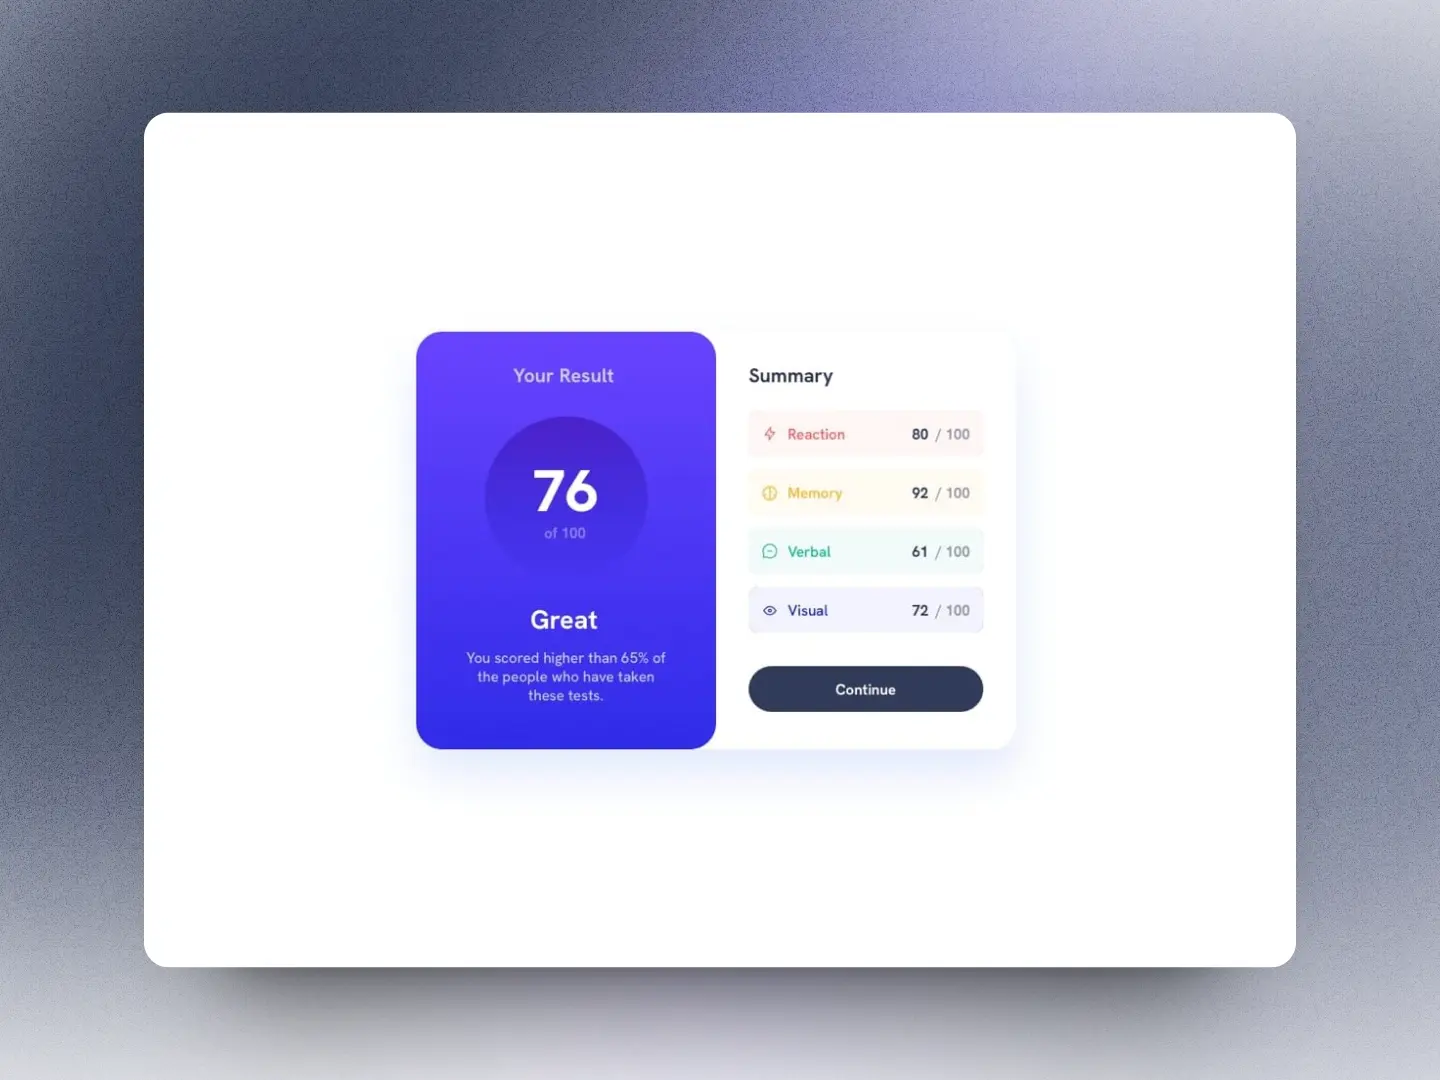 Your Result
76
of 100
Great
You scored higher than 65% of
the people who have taken
these tests.
Summary
Reaction 80 / 100
Memory 92 / 100
Verbal 61 / 100
Visual 72 / 100
Continue